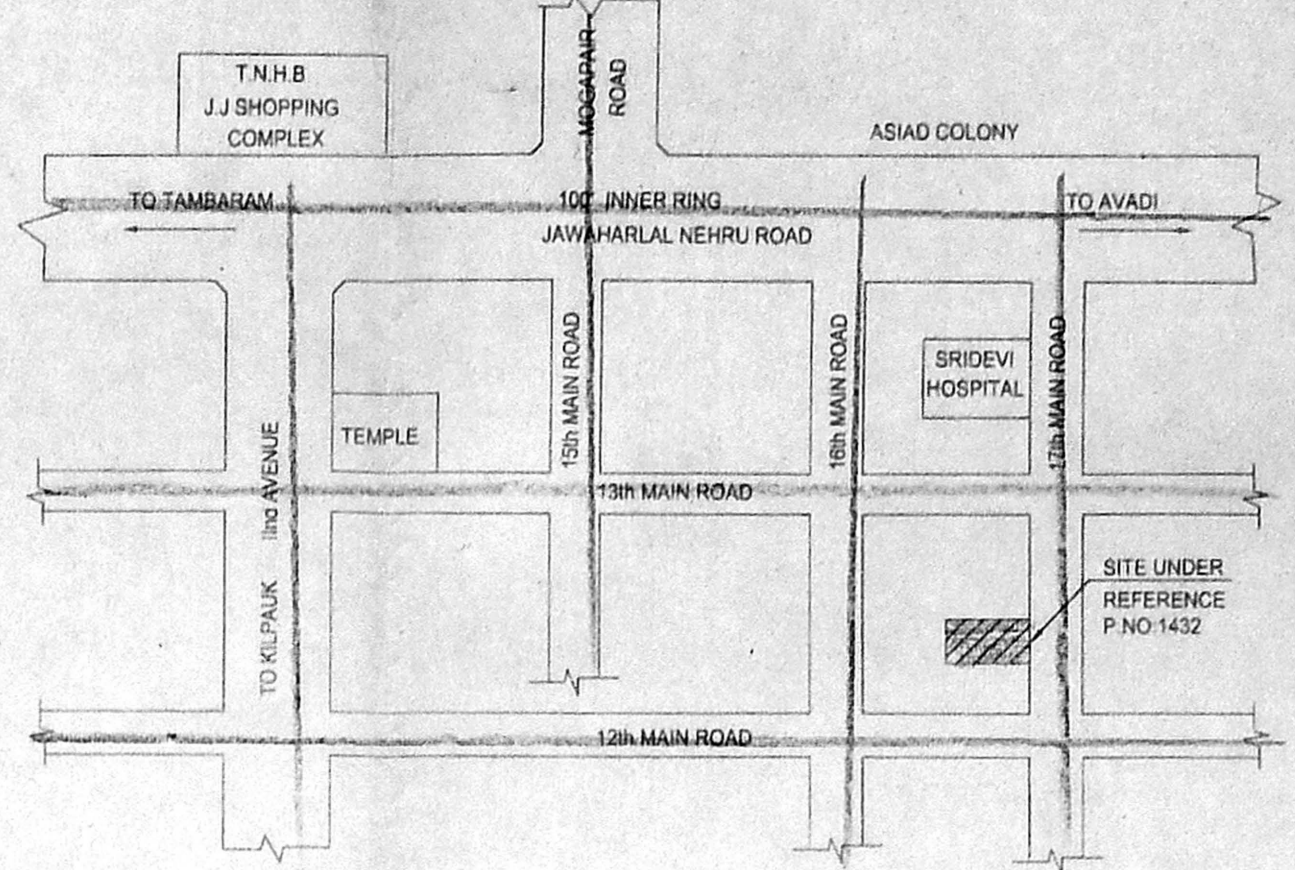 T.N.H.B
J.J SHOPPING
COMPLEX
MOGAPAIR
ROAD
ASIAD COLONY
TO TAMBARAM
100' INNER RING
TO AVADI
JAWAHARLAL NEHRU ROAD
15th MAIN ROAD
16th MAIN ROAD
SRIDEVI
HOSPITAL
17th MAIN ROAD
TEMPLE
IInd AVENUE
TO KILPAUK
13th MAIN ROAD
SITE UNDER
REFERENCE
P.NO:1432
12th MAIN ROAD